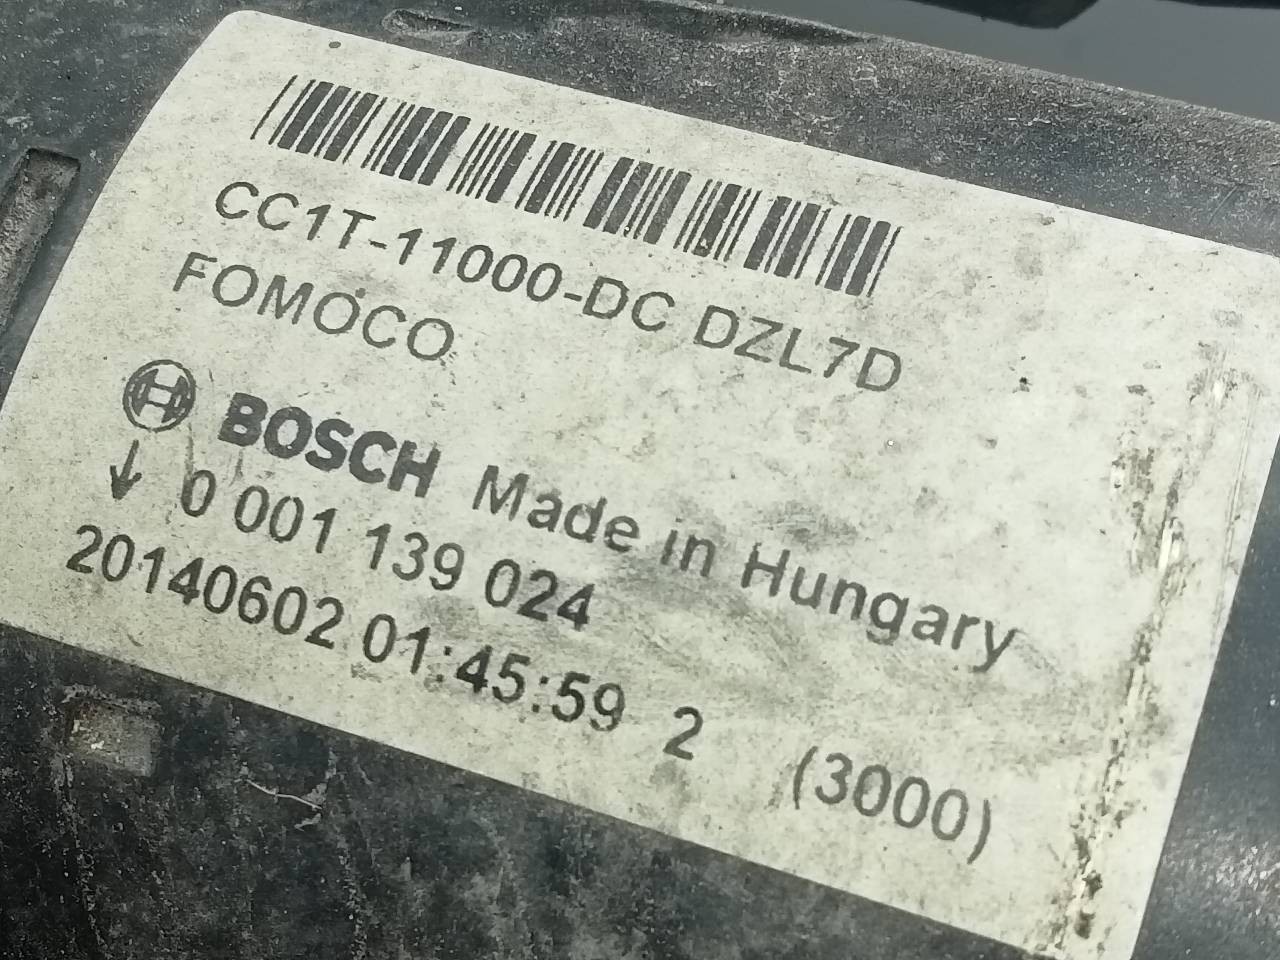 CC1T-11000-DC DZL7D
FOMOCO
BOSCH Made in Hungary
0 001 139 024
20140602 01:45:59 2 (3000)